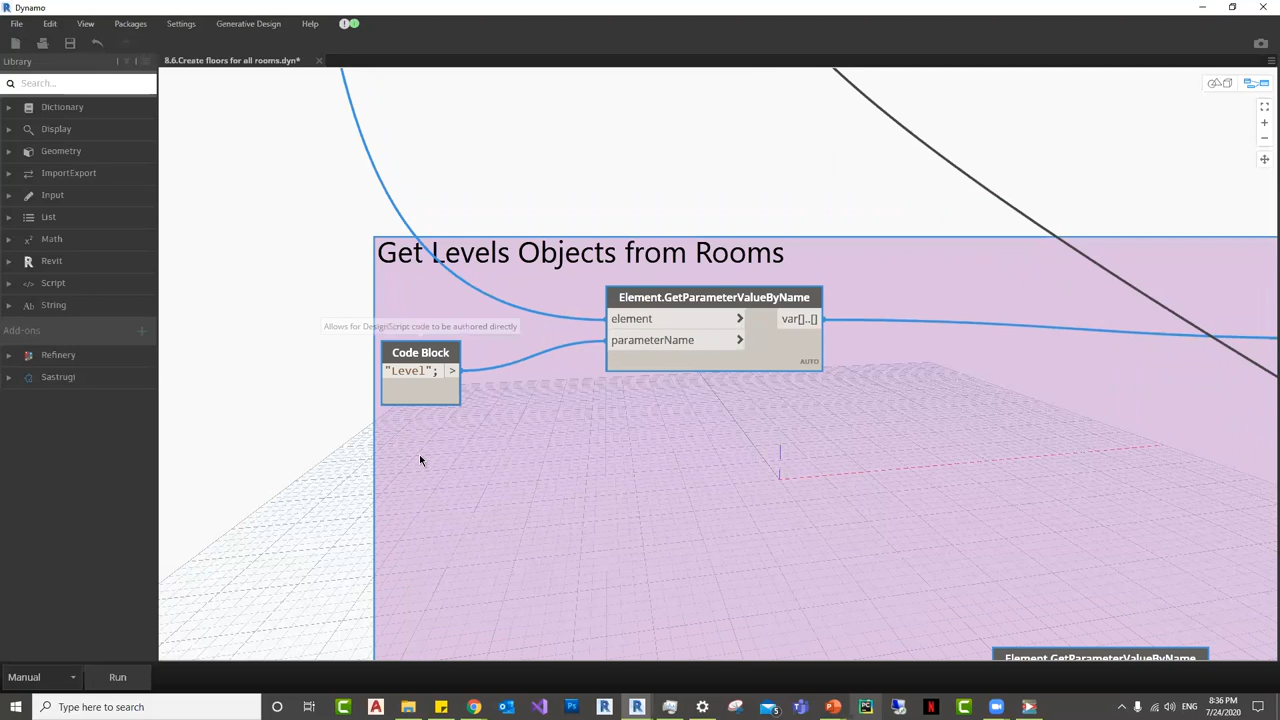 Dynamo
File Edit View Packages Settings Generative Design Help
Library
8.6.Create floors for all rooms.dyn*
Search...
Dictionary
Display
Geometry
ImportExport
Input
List
Math
Revit
Script
String
Add-ons
Refinery
Sastrugi
Get Levels Objects from Rooms
Element.GetParameterValueByName
element > var[]..[]
parameterName >
AUTO
Allows for DesignScript code to be authored directly
Code Block
"Level"; >
Element.GetParameterValueByName
Manual Run
Type here to search
5
ENG
8:36 PM
7/24/2020